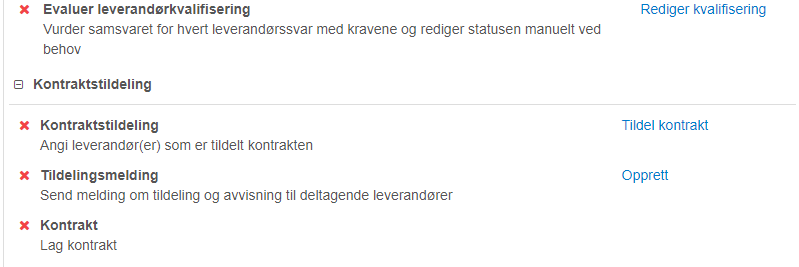 Evaluer leverandørkvalifisering Rediger kvalifisering
Vurder samsvaret for hvert leverandørssvar med kravene og rediger statusen manuelt ved
behov
Kontraktstildeling
Kontraktstildeling Tildel kontrakt
Angi leverandør(er) som er tildelt kontrakten
Tildelingsmelding Opprett
Send melding om tildeling og avvisning til deltagende leverandører
Kontrakt
Lag kontrakt